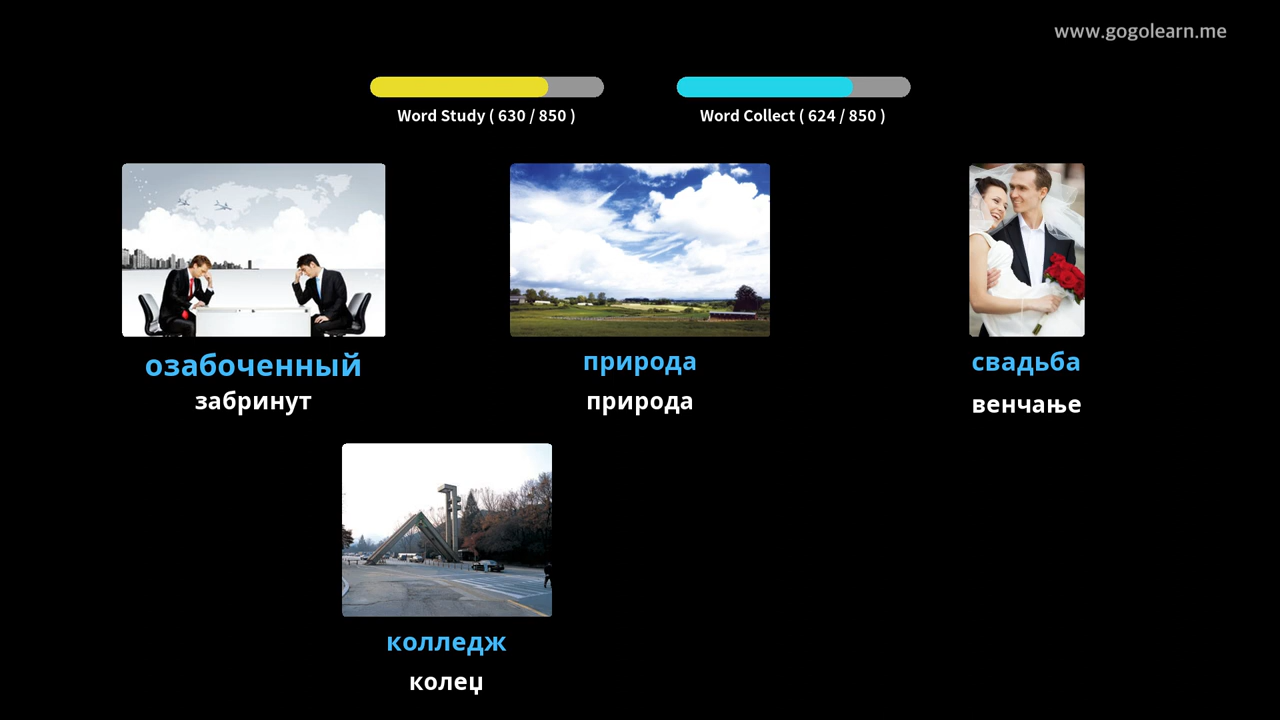 www.gogolearn.me
Word Study ( 630 / 850 )
Word Collect ( 624 / 850 )
озабоченный
забринут
природа
природа
свадьба
венчање
колледж
колеџ